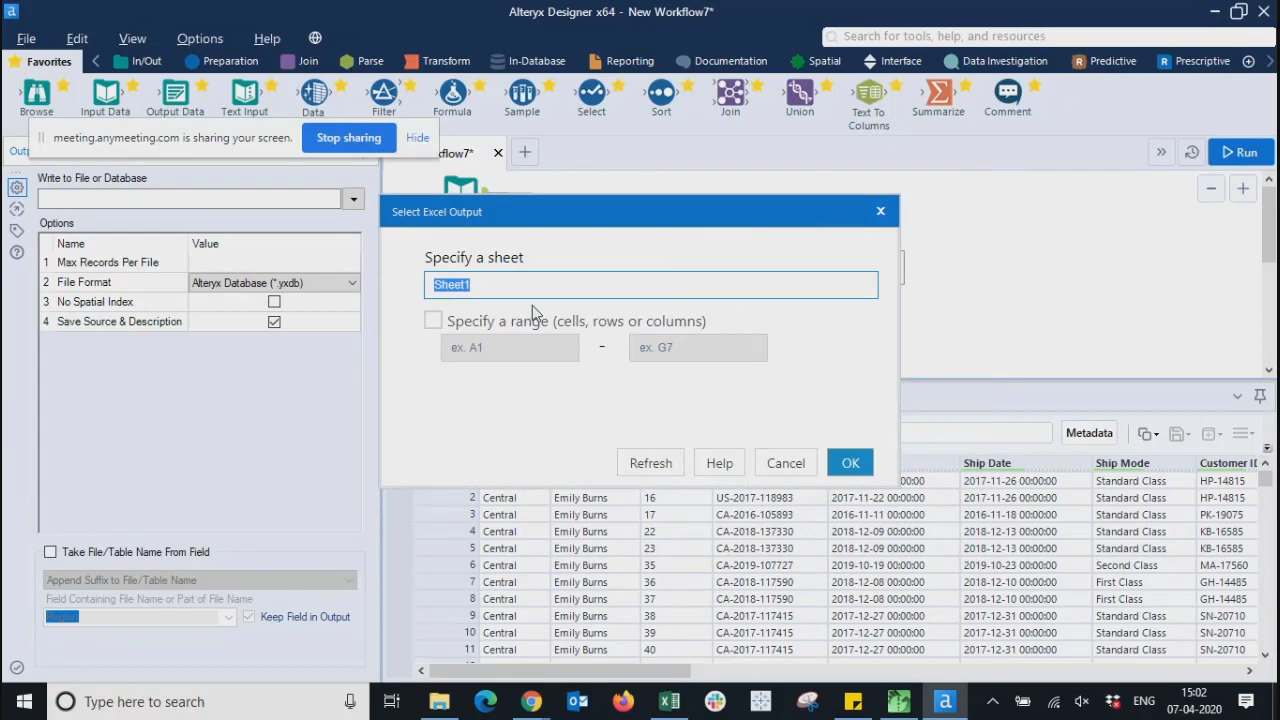 Alteryx Designer x64 - New Workflow7*
File Edit View Options Help
Search for tools, help, and resources
Favorites In/Out Preparation Join Parse Transform In-Database Reporting Documentation Spatial Interface Data Investigation Predictive Prescriptive
Browse Input Data Output Data Text Input Data Filter Formula Sample Select Sort Join Union Text To Columns Summarize Comment
meeting.anymeeting.com is sharing your screen. Stop sharing Hide
flow7* Run
Write to File or Database
Options
Name Value
1 Max Records Per File
2 File Format Alteryx Database (*.yxdb)
3 No Spatial Index
4 Save Source & Description
Take File/Table Name From Field
Append Suffix to File/Table Name
Field Containing File Name or Part of File Name
Keep Field in Output
Select Excel Output X
Specify a sheet
Sheet1
Specify a range (cells, rows or columns)
ex. A1 - ex. G7
Refresh Help Cancel OK
Metadata
Ship Date Ship Mode Customer ID
00:00:00 2017-11-26 00:00:00 Standard Class HP-14815
2 Central Emily Burns 16 US-2017-118983 2017-11-22 00:00:00 2017-11-26 00:00:00 Standard Class HP-14815
3 Central Emily Burns 17 CA-2016-105893 2016-11-11 00:00:00 2016-11-18 00:00:00 Standard Class PK-19075
4 Central Emily Burns 22 CA-2018-137330 2018-12-09 00:00:00 2018-12-13 00:00:00 Standard Class KB-16585
5 Central Emily Burns 23 CA-2018-137330 2018-12-09 00:00:00 2018-12-13 00:00:00 Standard Class KB-16585
6 Central Emily Burns 35 CA-2019-107727 2019-10-19 00:00:00 2019-10-23 00:00:00 Second Class MA-17560
7 Central Emily Burns 36 CA-2018-117590 2018-12-08 00:00:00 2018-12-10 00:00:00 First Class GH-14485
8 Central Emily Burns 37 CA-2018-117590 2018-12-08 00:00:00 2018-12-10 00:00:00 First Class GH-14485
9 Central Emily Burns 38 CA-2017-117415 2017-12-27 00:00:00 2017-12-31 00:00:00 Standard Class SN-20710
10 Central Emily Burns 39 CA-2017-117415 2017-12-27 00:00:00 2017-12-31 00:00:00 Standard Class SN-20710
11 Central Emily Burns 40 CA-2017-117415 2017-12-27 00:00:00 2017-12-31 00:00:00 Standard Class SN-20710
Type here to search
ENG
15:02
07-04-2020